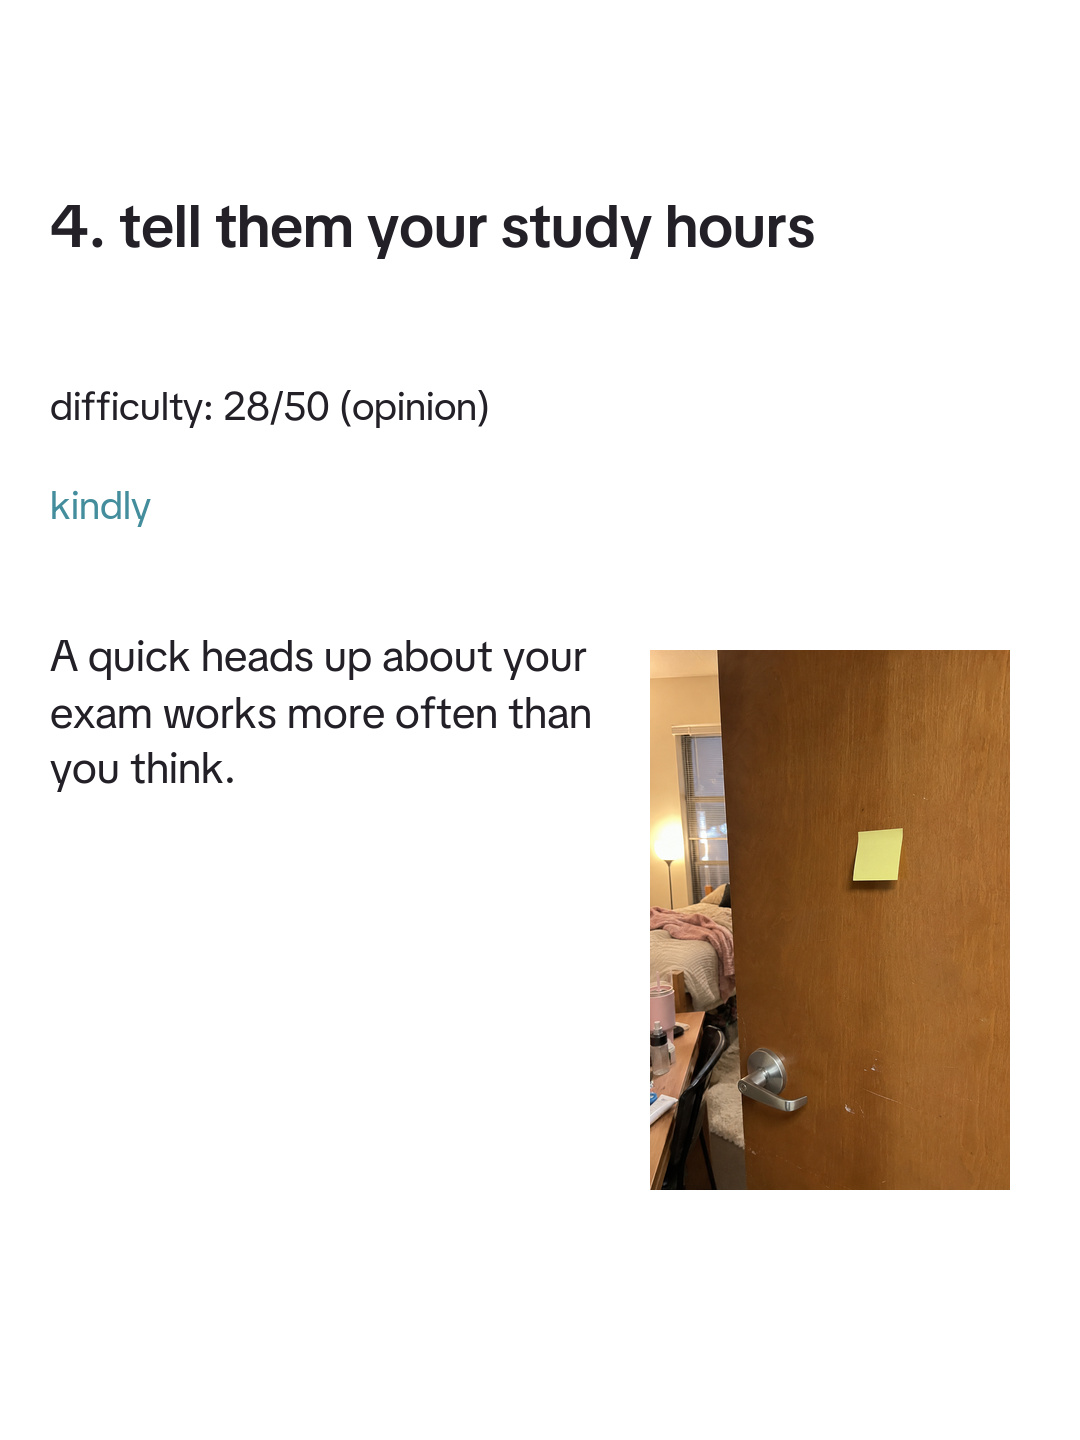 4. tell them your study hours
difficulty: 28/50 (opinion)
kindly
A quick heads up about your
exam works more often than
you think.